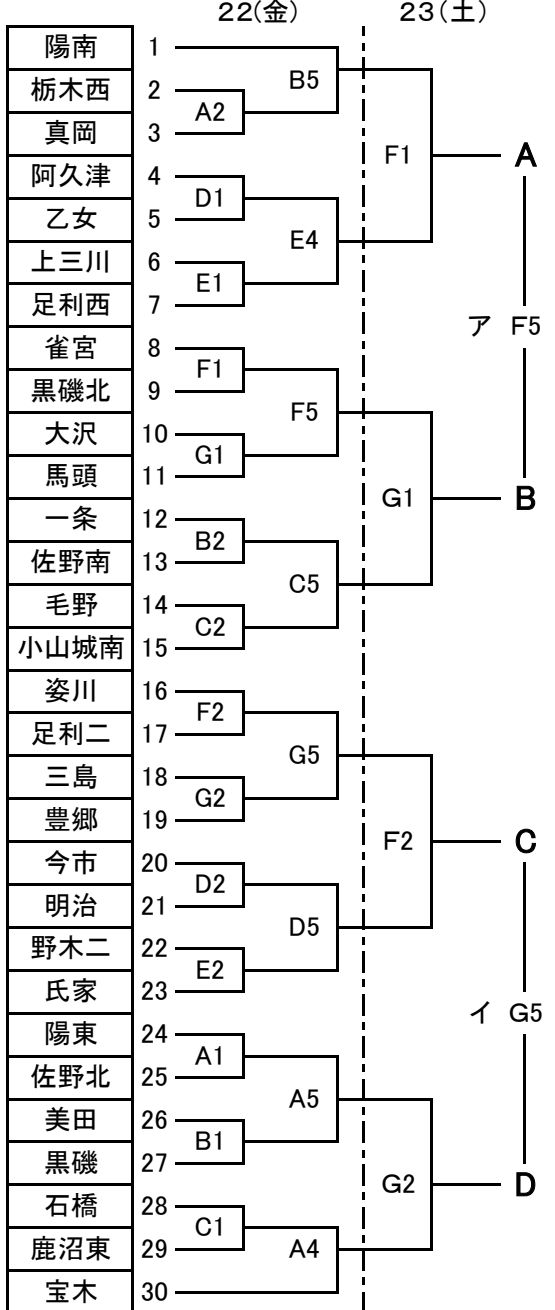 22(金) 23(土)
陽南 1
B5
栃木西 2
A2
真岡 3
F1 A
阿久津 4
D1
乙女 5
E4
上三川 6
E1
足利西 7
ア F5
雀宮 8
F1
黒磯北 9
F5
大沢 10
G1
馬頭 11
G1 B
一条 12
B2
佐野南 13
C5
毛野 14
C2
小山城南 15
姿川 16
F2
足利二 17
G5
三島 18
G2
豊郷 19
F2 C
今市 20
D2
明治 21
D5
野木二 22
E2
氏家 23
イ G5
陽東 24
A1
佐野北 25
A5
美田 26
B1
黒磯 27
G2 D
石橋 28
C1
鹿沼東 29
A4
宝木 30